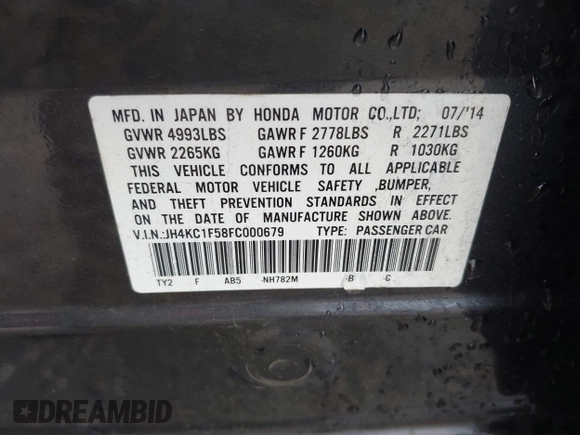 MFD. IN JAPAN BY HONDA MOTOR CO.,LTD; 07/'14
GVWR 4993LBS GAWR F 2778LBS R 2271LBS
GVWR 2265KG GAWR F 1260KG R 1030KG
THIS VEHICLE CONFORMS TO ALL APPLICABLE
FEDERAL MOTOR VEHICLE SAFETY ,BUMPER,
AND THEFT PREVENTION STANDARDS IN EFFECT
ON THE DATE OF MANUFACTURE SHOWN ABOVE.
V.I.N.:JH4KC1F58FC000679 TYPE: PASSENGER CAR
TY2 F AB5 -NH782M -B -C
DREAMBID